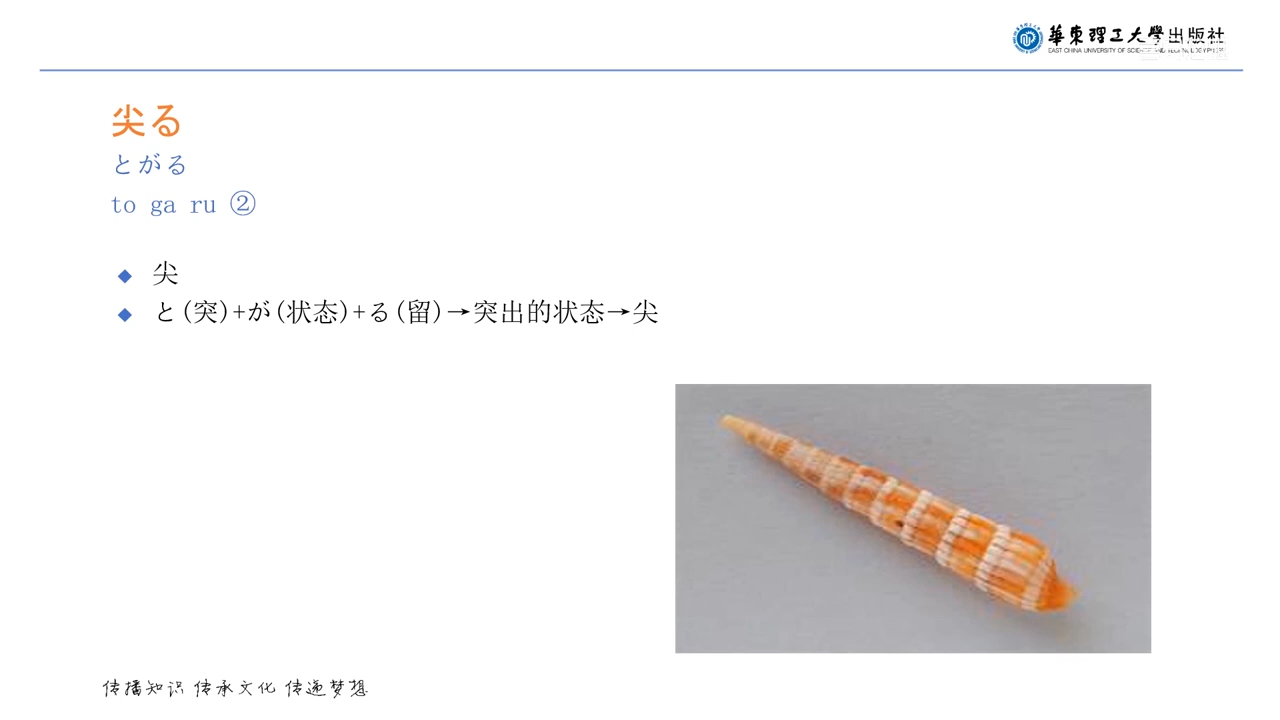 華東理工大學出版社
尖る
とがる
to ga ru ②
◆ 尖
◆ と(突)+が(状态)+る(留)→突出的状态→尖
传播知识 传承文化 传递梦想